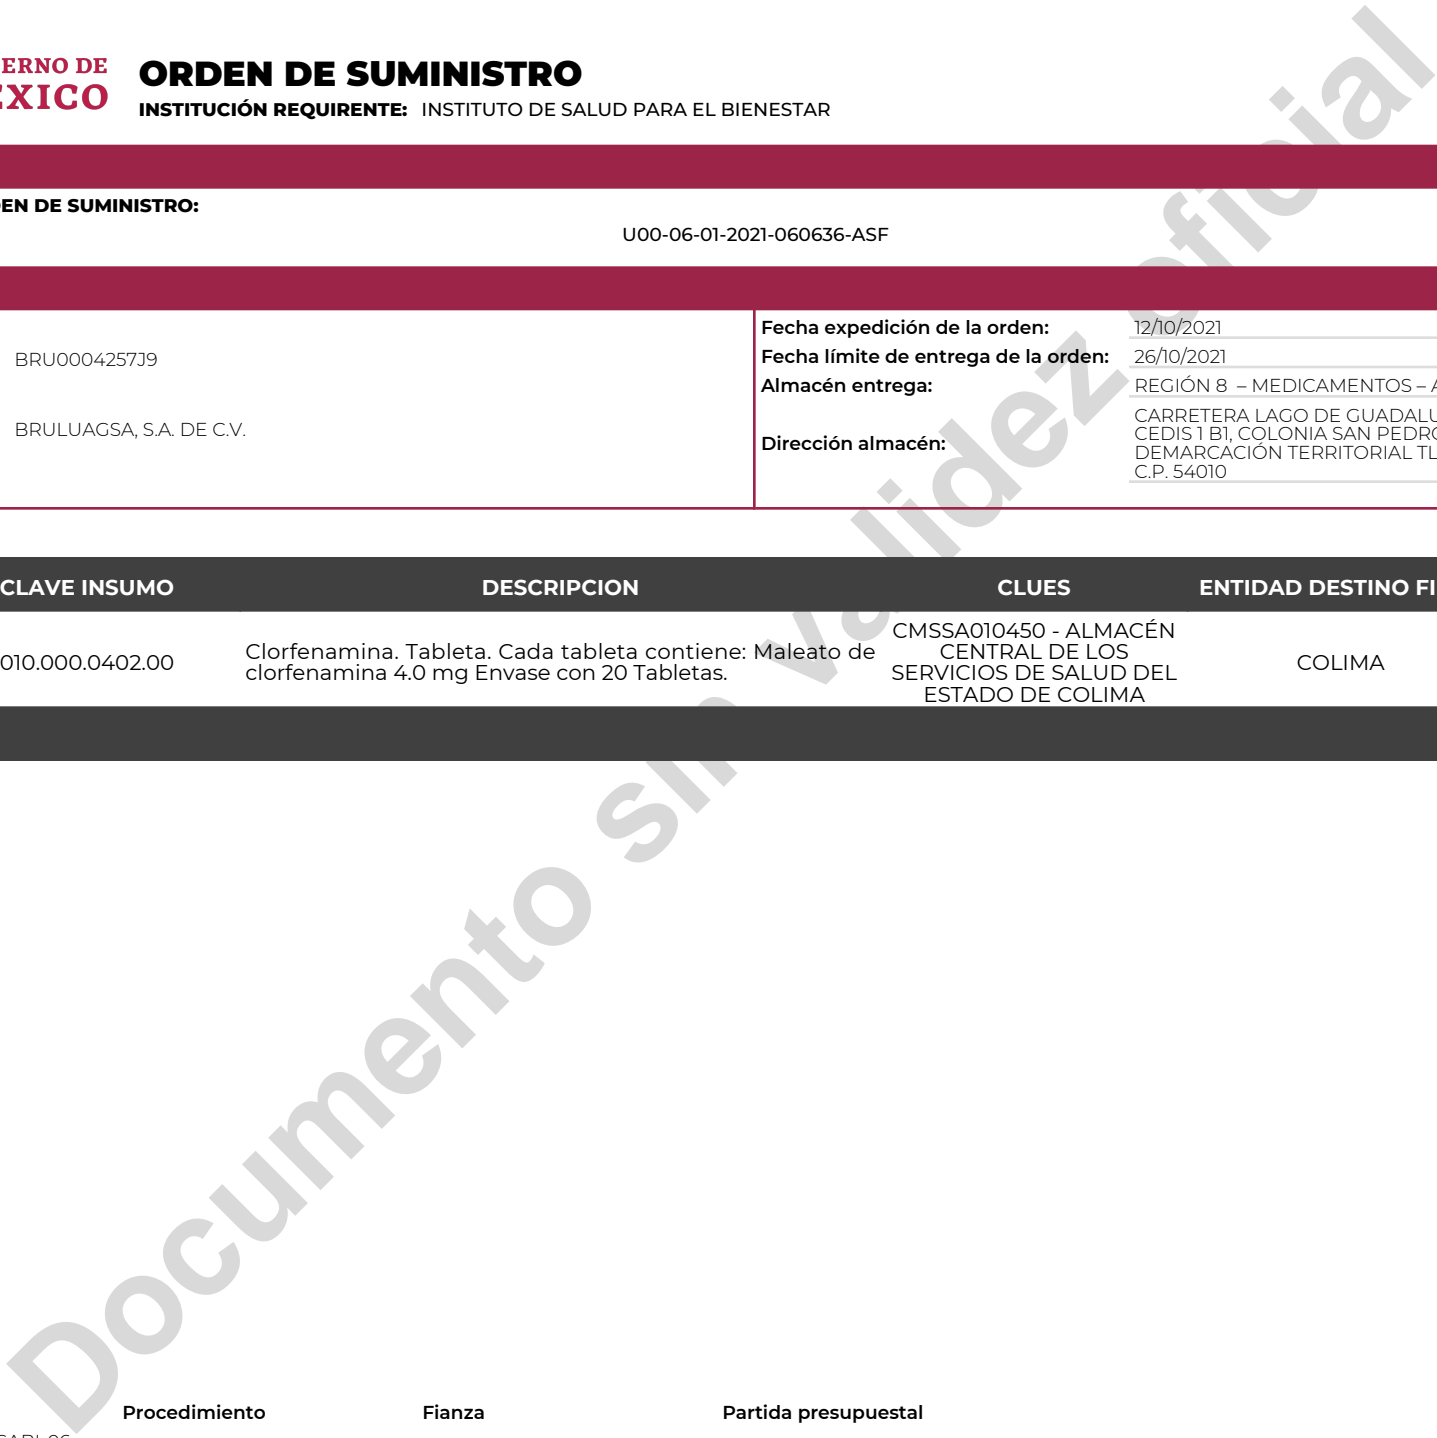 ERNO DE
EXICO
ORDEN DE SUMINISTRO
INSTITUCIÓN REQUIRENTE: INSTITUTO DE SALUD PARA EL BIENESTAR
EN DE SUMINISTRO:
U00-06-01-2021-060636-ASF
BRU0004257J9
BRULUAGSA, S.A. DE C.V.
Fecha expedición de la orden: 12/10/2021
Fecha límite de entrega de la orden: 26/10/2021
Almacén entrega: REGIÓN 8 – MEDICAMENTOS – A
Dirección almacén:
CARRETERA LAGO DE GUADALU
CEDIS 1 B1, COLONIA SAN PEDRO
DEMARCACIÓN TERRITORIAL TL
C.P. 54010
CLAVE INSUMO DESCRIPCION CLUES ENTIDAD DESTINO FI
010.000.0402.00
Clorfenamina. Tableta. Cada tableta contiene: Maleato de
clorfenamina 4.0 mg Envase con 20 Tabletas.
CMSSA010450 - ALMACÉN
CENTRAL DE LOS
SERVICIOS DE SALUD DEL
ESTADO DE COLIMA
COLIMA
Documento sin validez oficial
Procedimiento Fianza Partida presupuestal